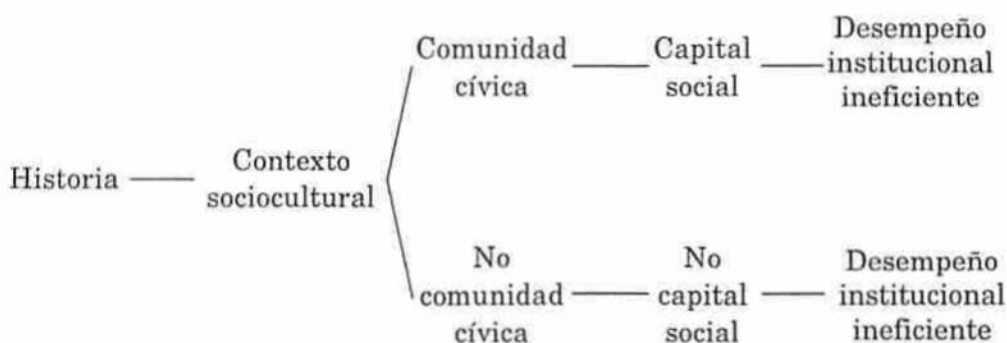 Historia
Contexto
sociocultural
Comunidad
cívica
Capital
social
Desempeño
institucional
ineficiente
No
comunidad
cívica
No
capital
social
Desempeño
institucional
ineficiente